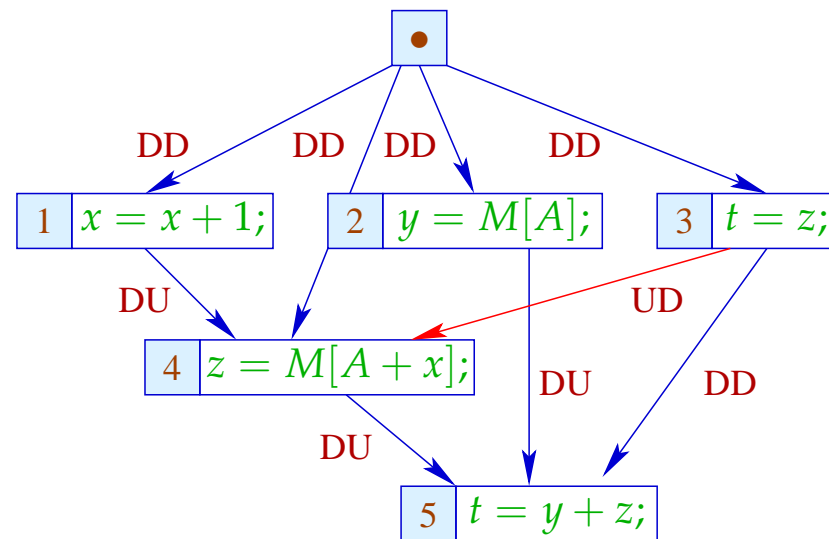 DD DD DD DD
1 x = x + 1; 2 y = M[A]; 3 t = z;
DU UD
4 z = M[A + x]; DU DD
DU
5 t = y + z;